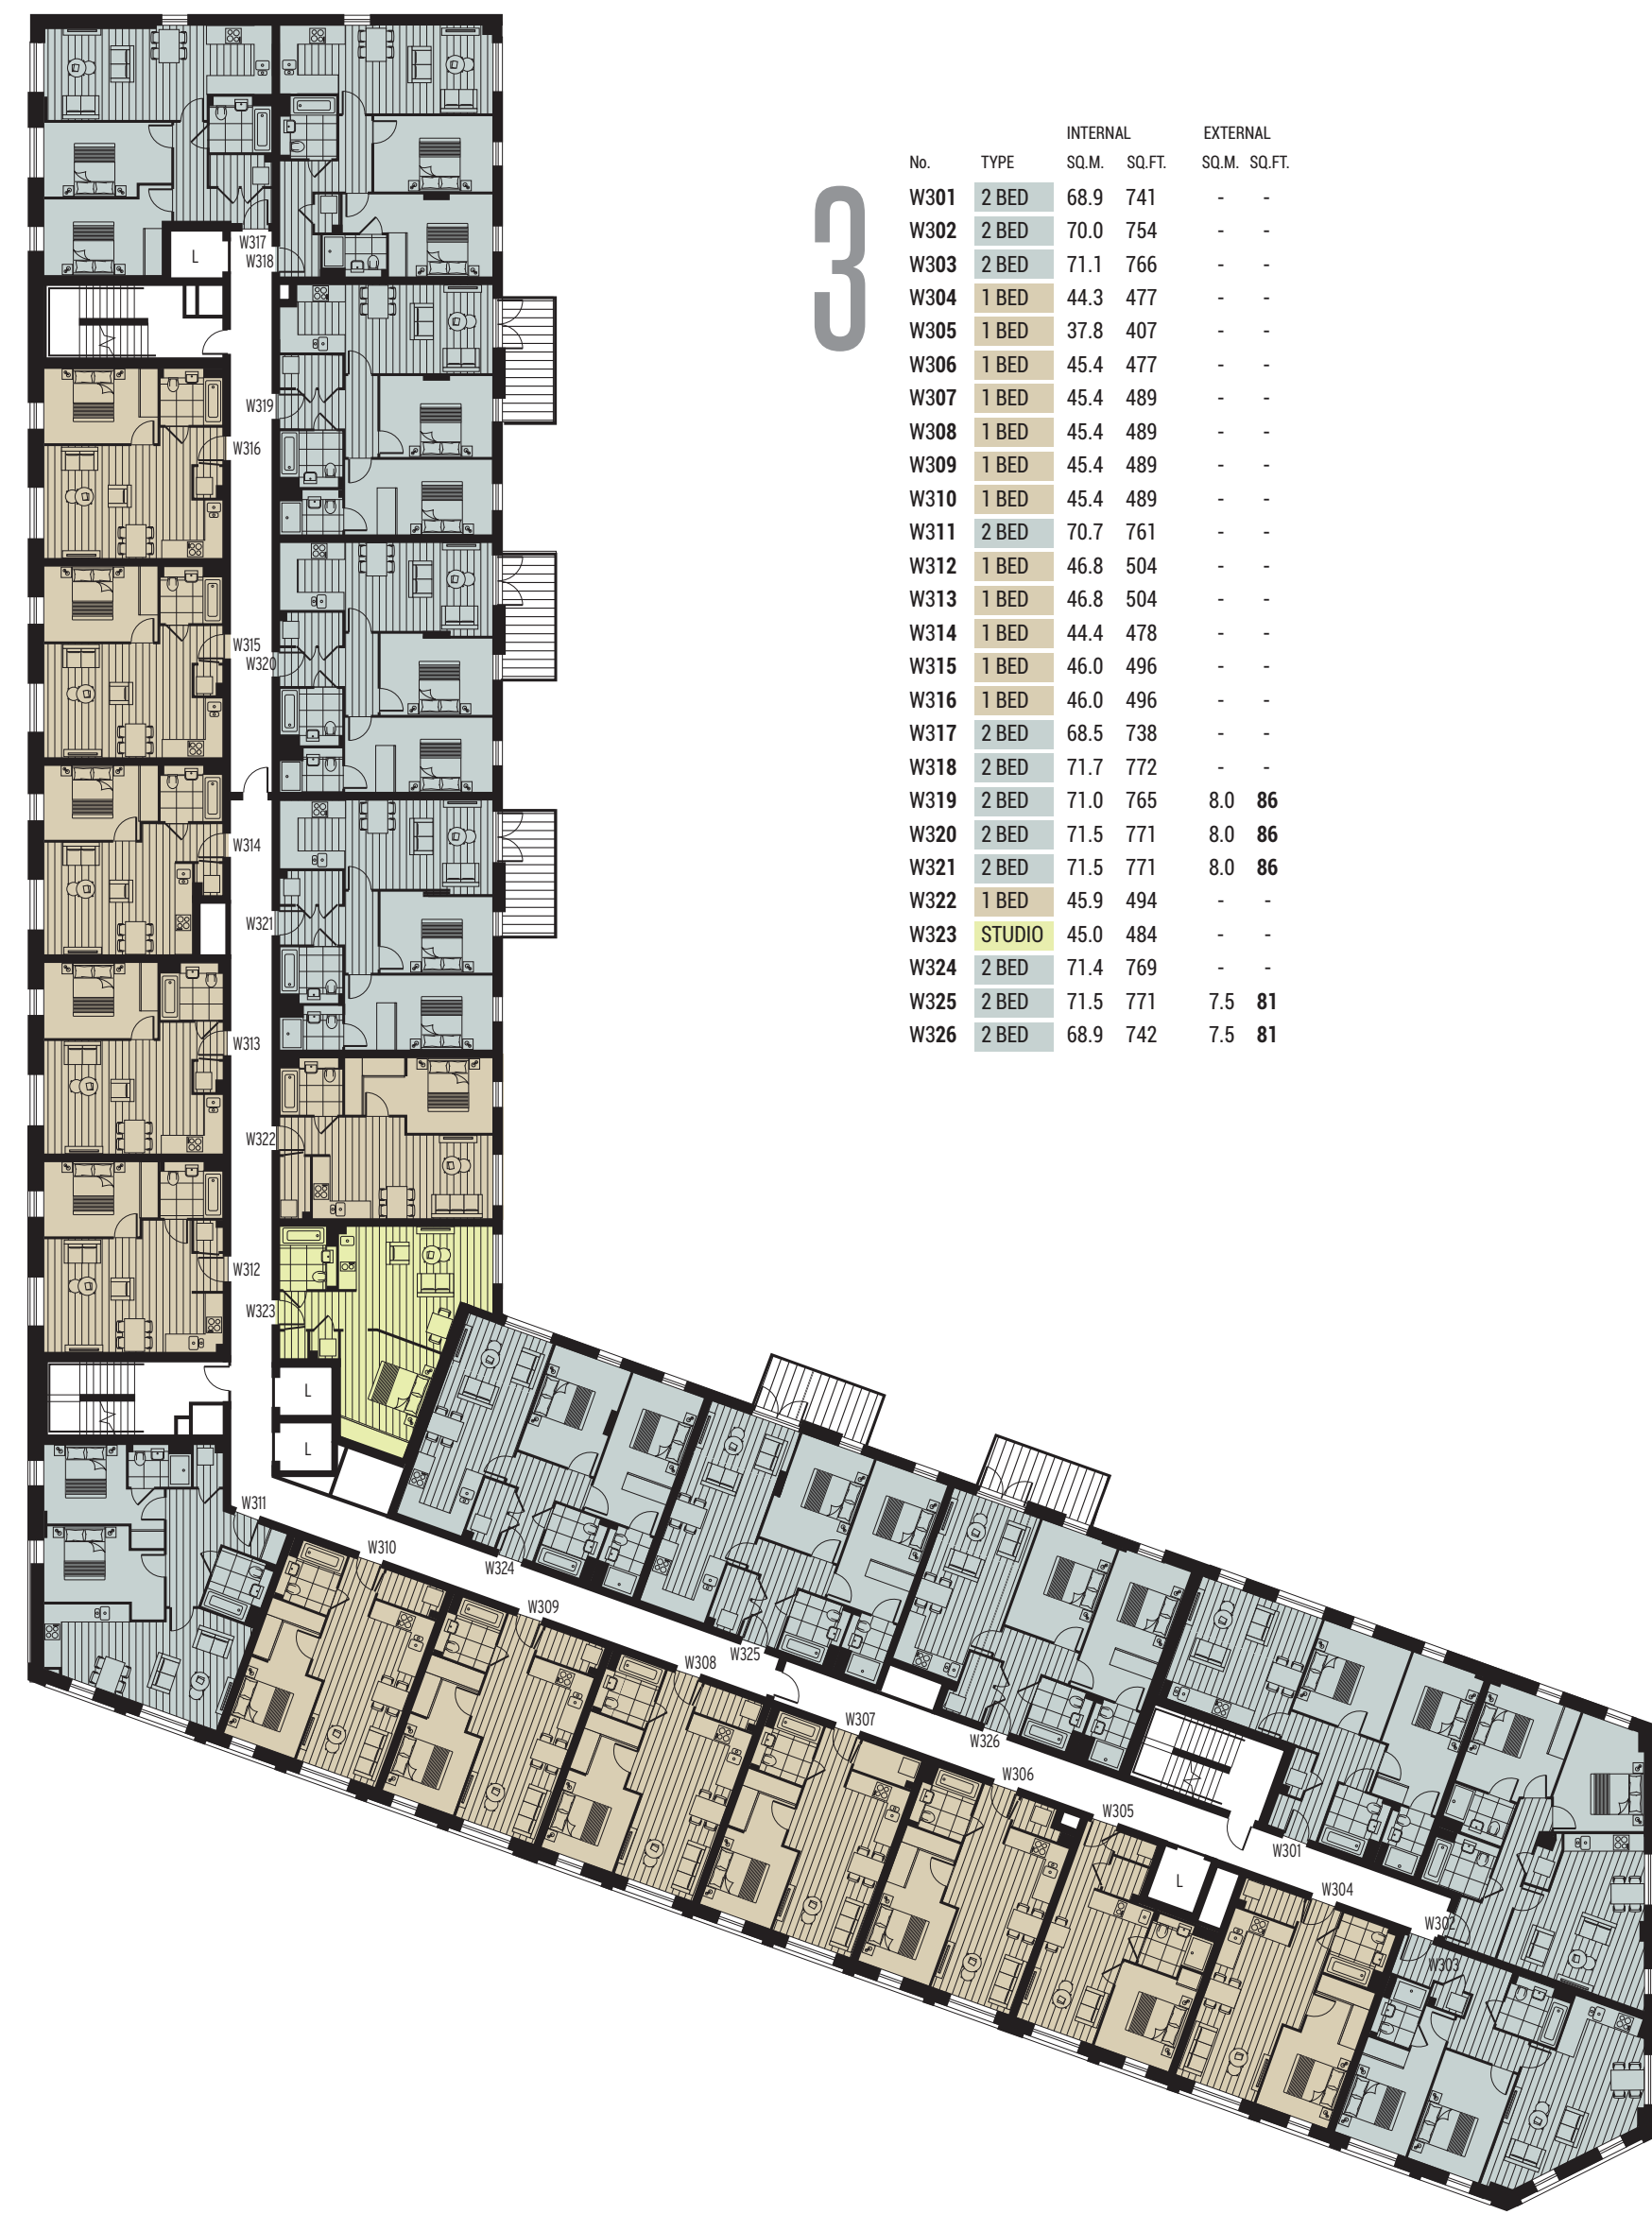 3
INTERNAL EXTERNAL
No. TYPE SQ.M. SQ.FT. SQ.M. SQ.FT.
W301 2 BED 68.9 741 - -
W302 2 BED 70.0 754 - -
W303 2 BED 71.1 766 - -
W304 1 BED 44.3 477 - -
W305 1 BED 37.8 407 - -
W306 1 BED 45.4 477 - -
W307 1 BED 45.4 489 - -
W308 1 BED 45.4 489 - -
W309 1 BED 45.4 489 - -
W310 1 BED 45.4 489 - -
W311 2 BED 70.7 761 - -
W312 1 BED 46.8 504 - -
W313 1 BED 46.8 504 - -
W314 1 BED 44.4 478 - -
W315 1 BED 46.0 496 - -
W316 1 BED 46.0 496 - -
W317 2 BED 68.5 738 - -
W318 2 BED 71.7 772 - -
W319 2 BED 71.0 765 8.0 86
W320 2 BED 71.5 771 8.0 86
W321 2 BED 71.5 771 8.0 86
W322 1 BED 45.9 494 - -
W323 STUDIO 45.0 484 - -
W324 2 BED 71.4 769 - -
W325 2 BED 71.5 771 7.5 81
W326 2 BED 68.9 742 7.5 81
W317
L
W318
W319
W316
W315
W320
W314
W321
W313
W322
W312
W323
L
L
W311
W310
W324
W309
W325
W308
W307
W326
W306
W305
W301
L
W304
W302
W303